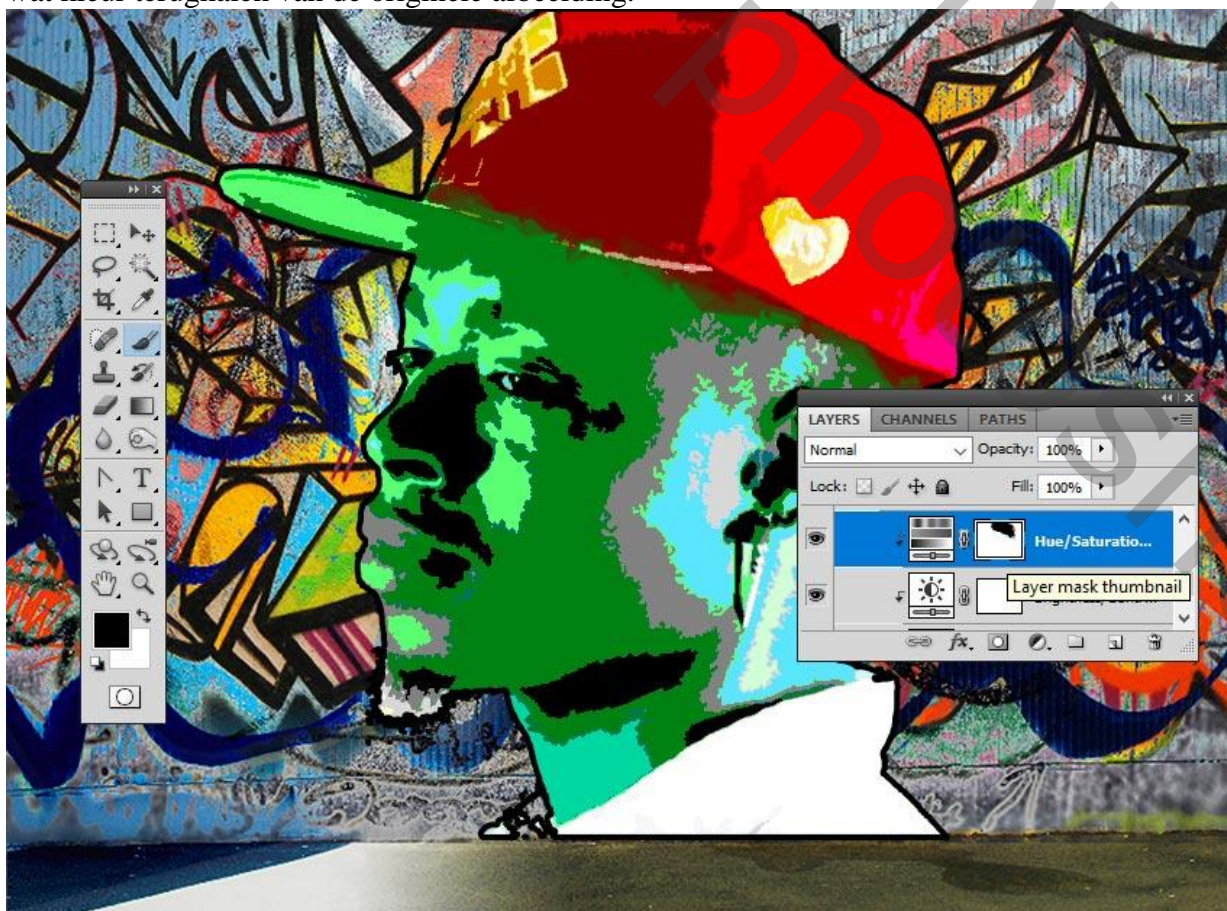 wat kleur terughalen van de originele afbeelding.
LAYERS CHANNELS PATHS
Normal Opacity: 100%
Lock: Fill: 100%
Hue/Saturatio...
Layer mask thumbnail